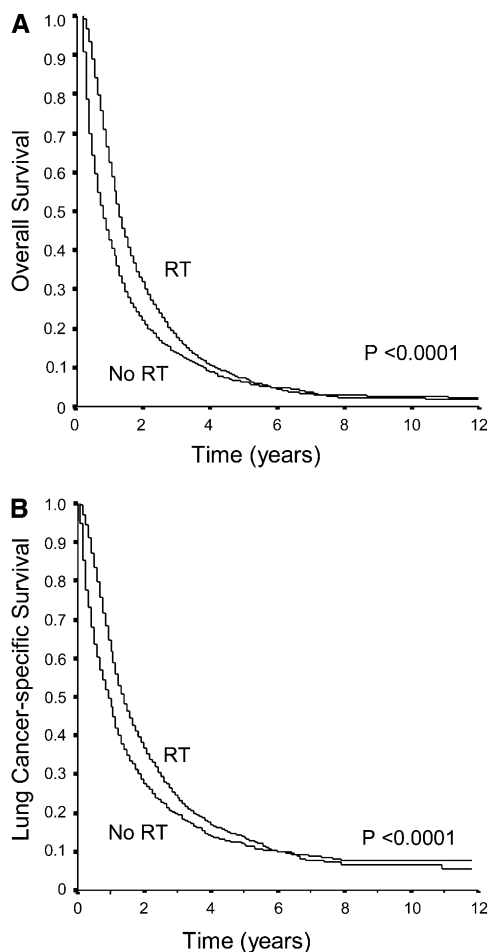 A
1.0
0.9
0.8
0.7
0.6
0.5
0.4
0.3
0.2
0.1
0
Overall Survival
RT
No RT
P <0.0001
0 2 4 6 8 10 12
Time (years)
B
1.0
0.9
0.8
0.7
0.6
0.5
0.4
0.3
0.2
0.1
0
Lung Cancer-specific Survival
RT
No RT
P <0.0001
0 2 4 6 8 10 12
Time (years)